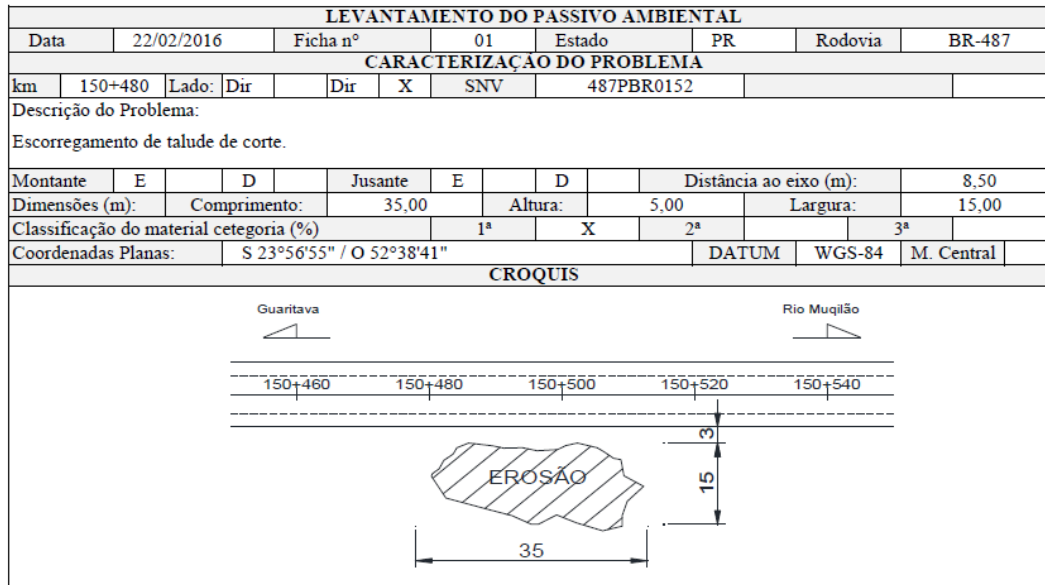 LEVANTAMENTO DO PASSIVO AMBIENTAL
Data 22/02/2016 Ficha nº 01 Estado PR Rodovia BR-487
CARACTERIZAÇÃO DO PROBLEMA
km 150+480 Lado: Dir Dir X SNV 487PBR0152
Descrição do Problema:
Escorregamento de talude de corte.
Montante E D Jusante E D Distância ao eixo (m): 8,50
Dimensões (m): Comprimento: 35,00 Altura: 5,00 Largura: 15,00
Classificação do material cetegoria (%) 1ª X 2ª 3ª
Coordenadas Planas: S 23°56'55" / O 52°38'41" DATUM WGS-84 M. Central
CROQUIS
Guaritava Rio Muqilão
150+460 150+480 150+500 150+520 150+540
3
EROSÃO 15
35